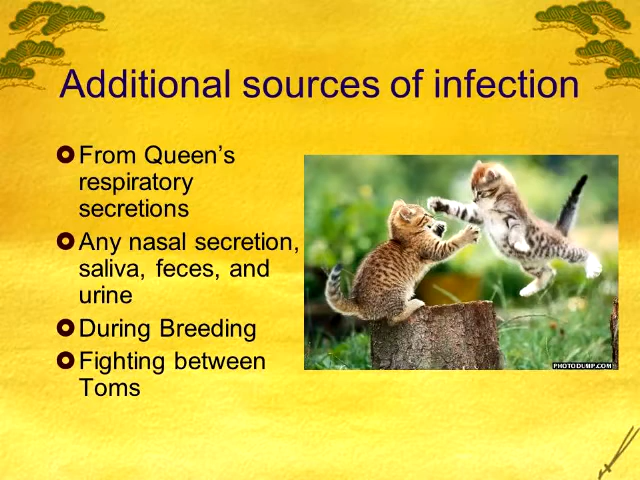 Additional sources of infection
From Queen’s
respiratory
secretions
Any nasal secretion,
saliva, feces, and
urine
During Breeding
Fighting between
Toms
PHOTODUMP.COM